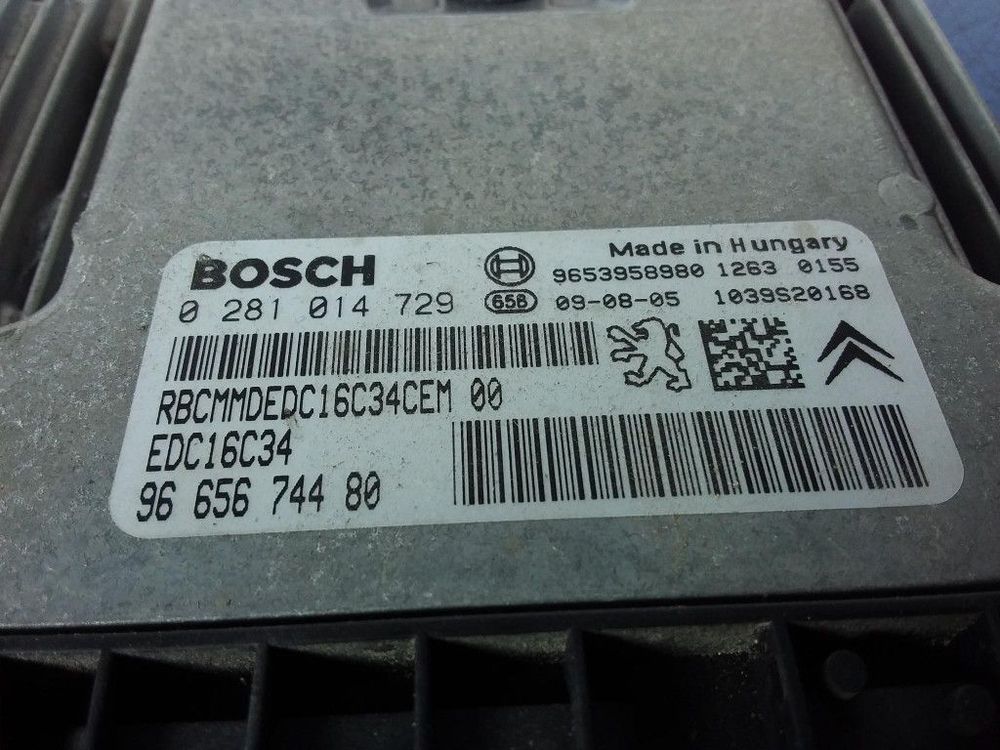 BOSCH
Made in Hungary
9653958980 1263 0155
0 281 014 729 656 09-08-05 1039S20168
RBCMMDEDC16C34CEM 00
EDC16C34
96 656 744 80